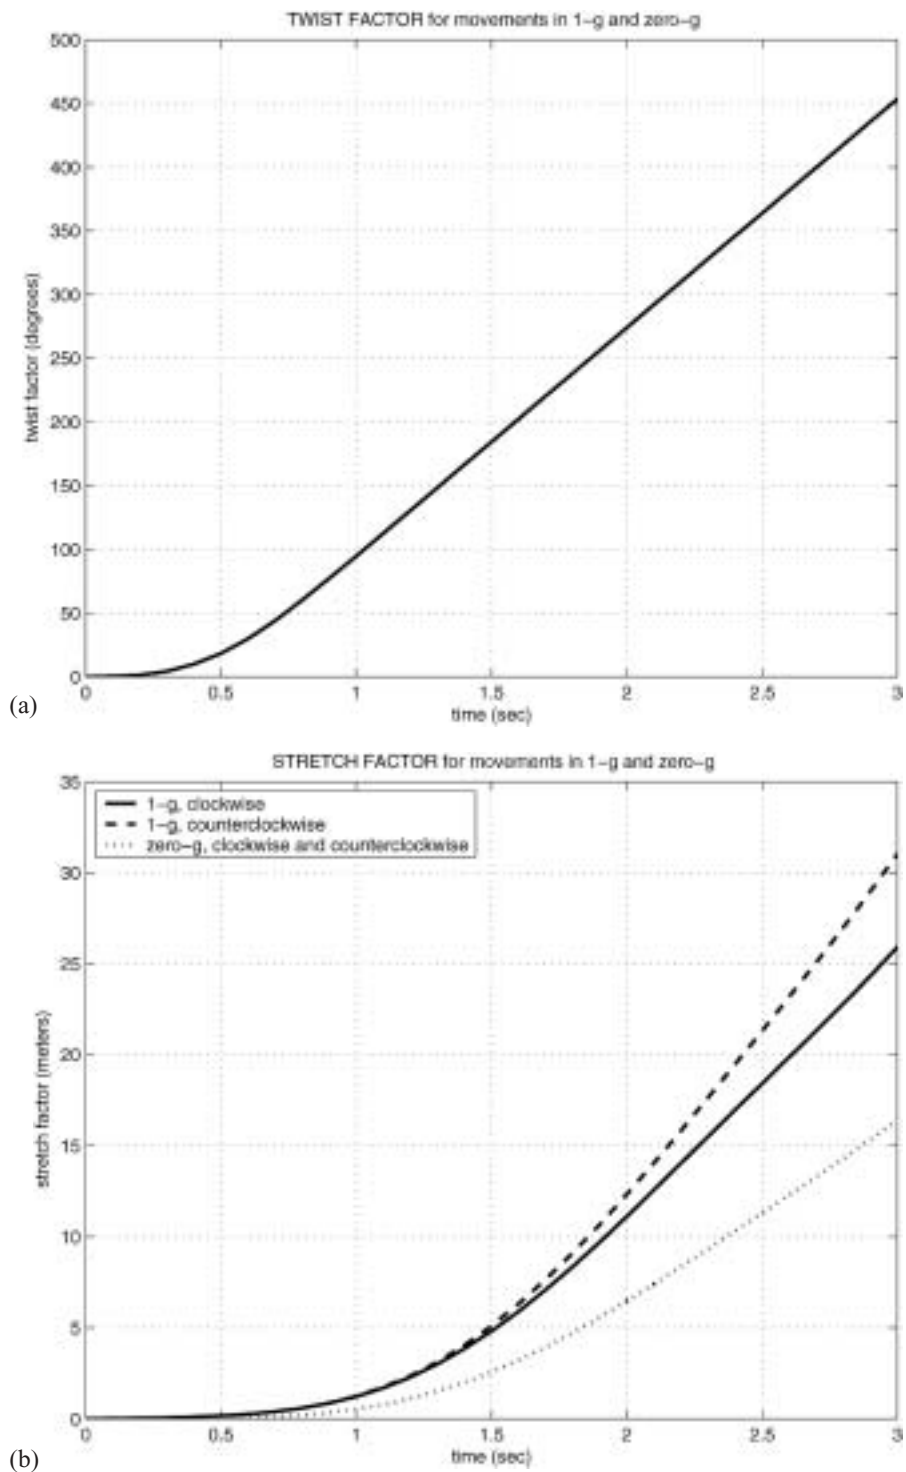 TWIST FACTOR for movements in 1-g and zero-g
500
450
400
350
300
250
200
150
100
50
0
twist factor (degrees)
0 0.5 1 1.5 2 2.5 3
time (sec)
(a)
STRETCH FACTOR for movements in 1-g and zero-g
35
30
25
20
15
10
5
0
1-g, clockwise
1-g, counterclockwise
zero-g, clockwise and counterclockwise
stretch factor (meters)
0 0.5 1 1.5 2 2.5 3
time (sec)
(b)